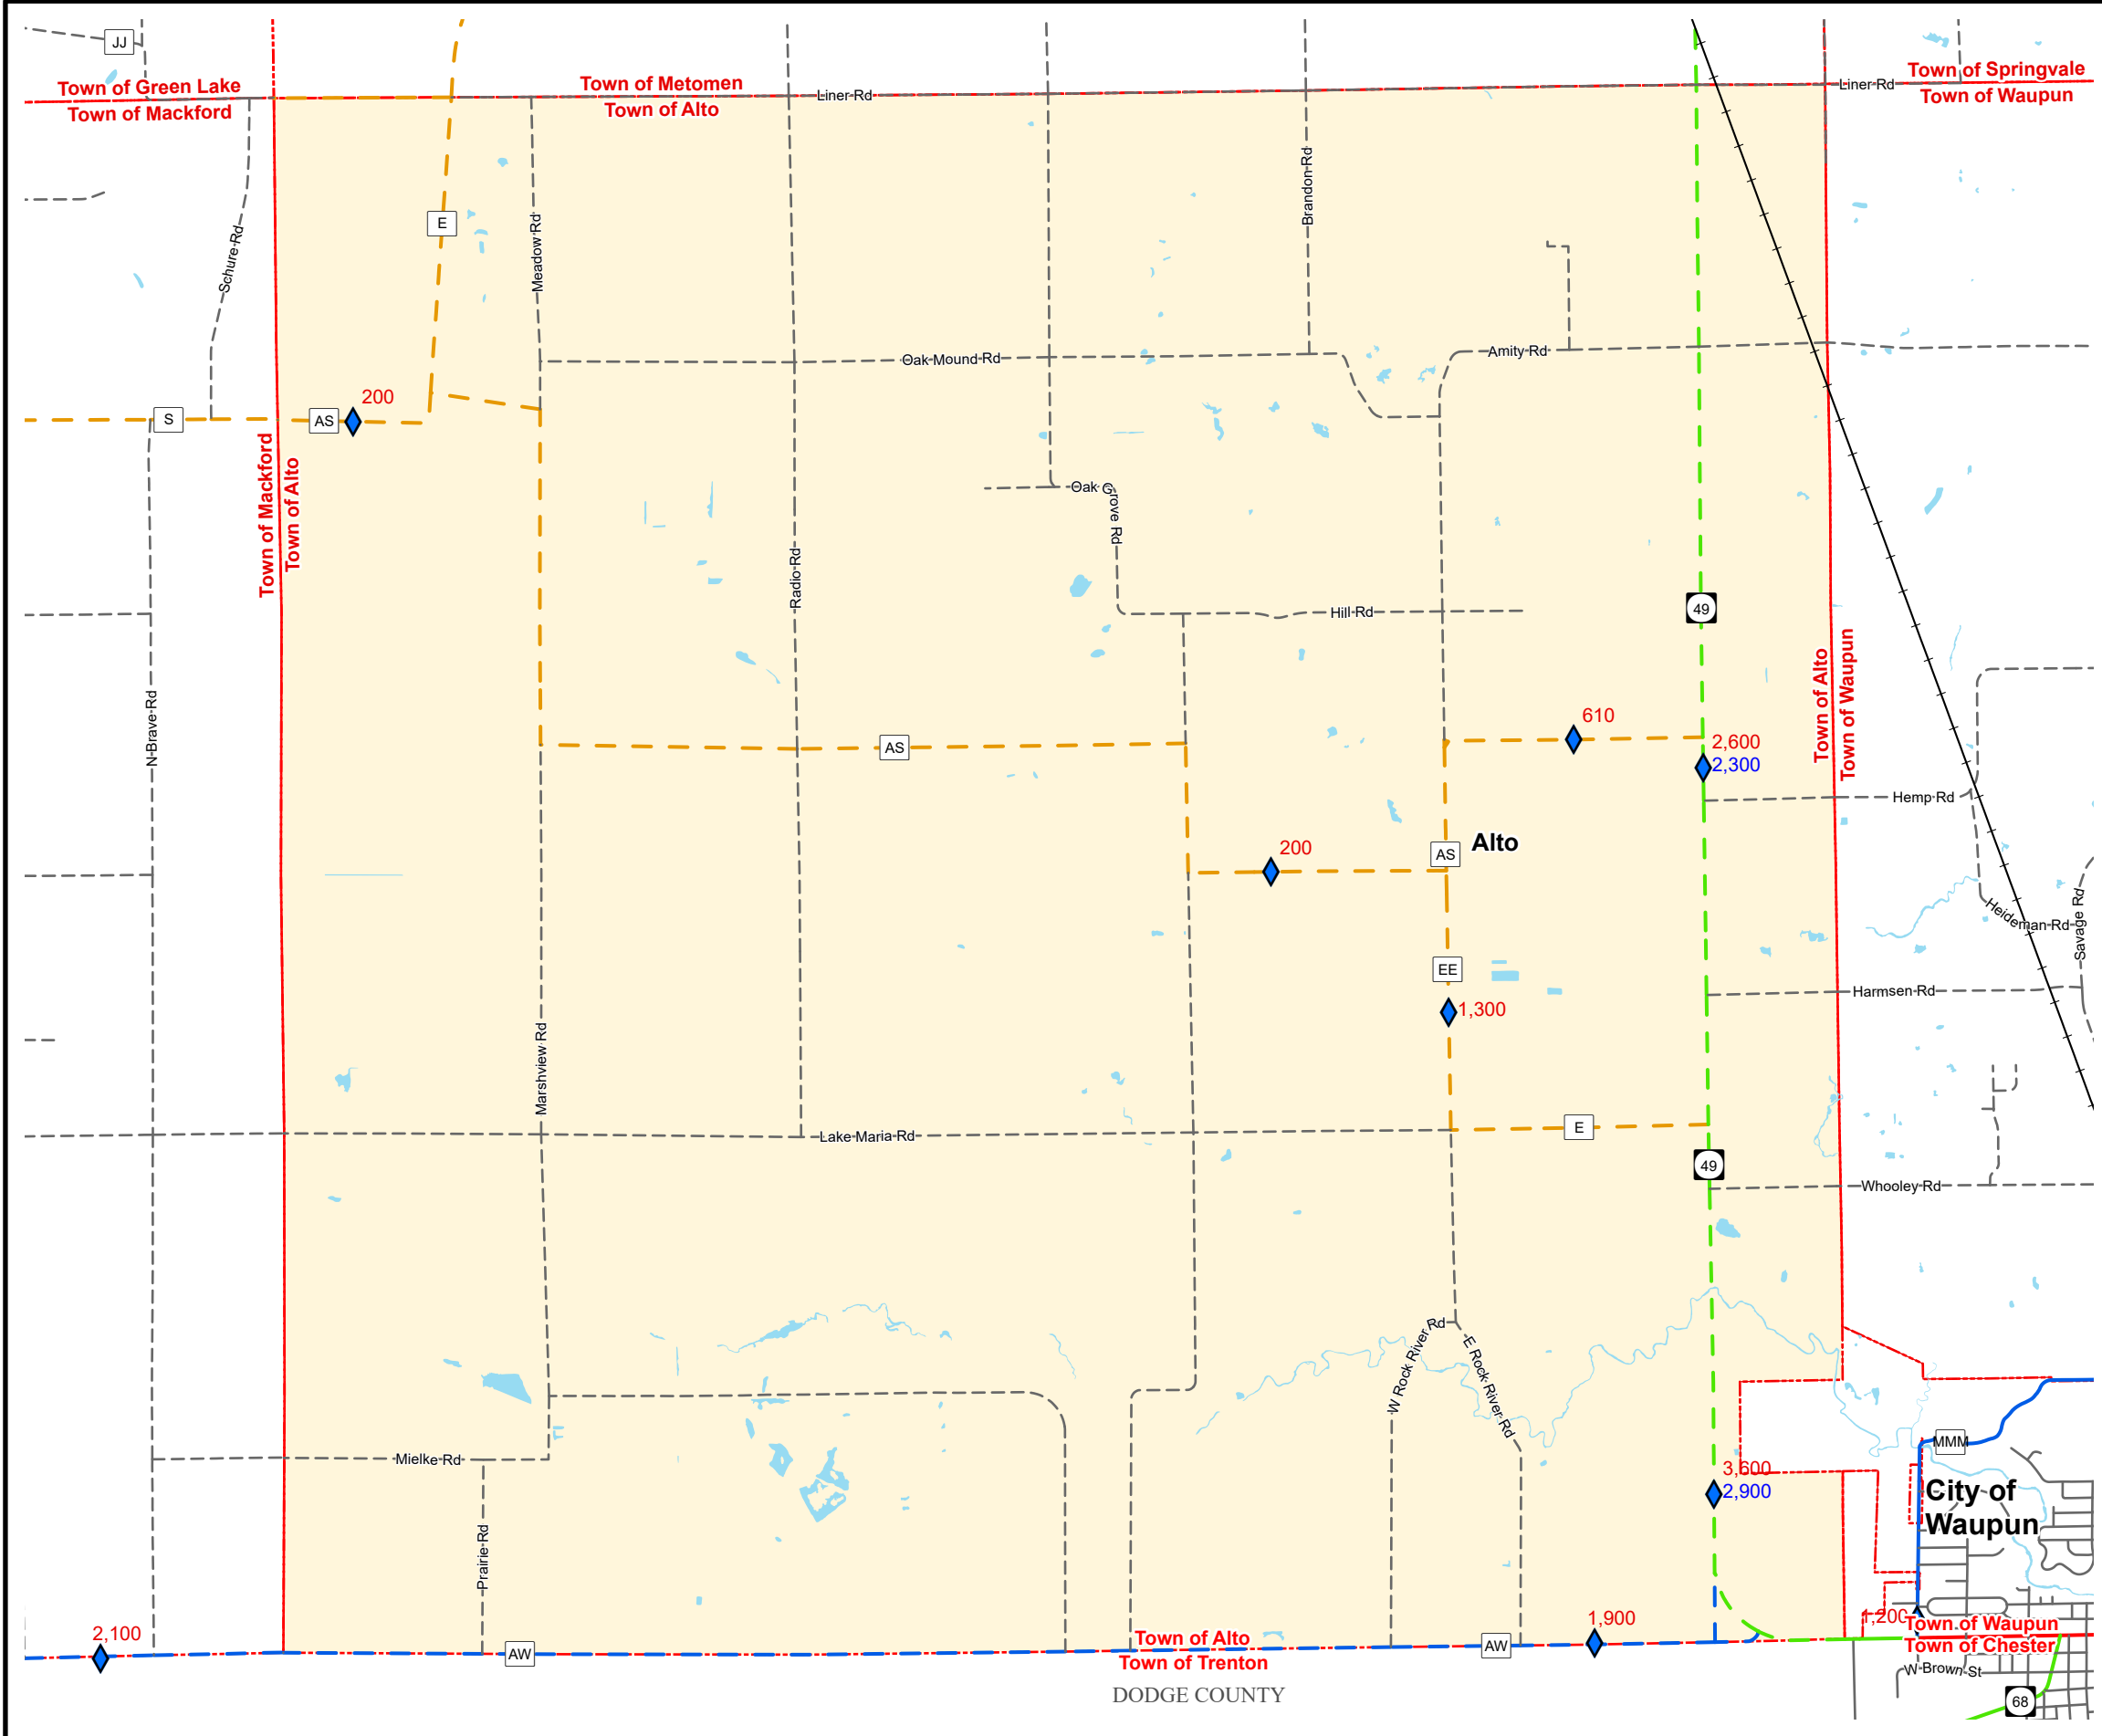 JJ
Town of Green Lake
Town of Mackford
Town of Metomen
Town of Alto
Liner Rd
Liner Rd
Town of Springvale
Town of Waupun
Schure Rd
E
Meadow Rd
Brandon Rd
Oak Mound Rd
Amity Rd
S
AS
200
Town of Mackford
Town of Alto
Oak Grove Rd
Radio Rd
Hill Rd
49
N Brave Rd
AS
610
2,600
2,300
Town of Alto
Town of Waupun
Hemp Rd
200
AS
Alto
Heideman Rd
Savage Rd
EE
1,300
Harmsen Rd
Marshview Rd
Lake Maria Rd
E
49
Whooley Rd
W Rock River Rd
E Rock River Rd
Mielke Rd
Prairie Rd
3,600
2,900
MMM
City of
Waupun
2,100
AW
Town of Alto
Town of Trenton
AW
1,900
1,200
Town of Waupun
Town of Chester
W Brown St
68
DODGE COUNTY